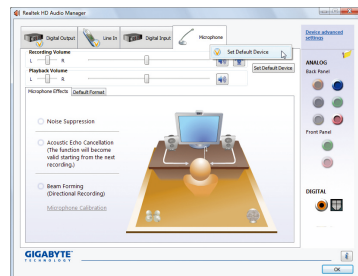 Realtek HD Audio Manager
Digital Output
Line In
Digital Input
Microphone
Device advanced
settings
Set Default Device
Recording Volume
L
R
Set Default Device
Playback Volume
L
R
ANALOG
Back Panel
Microphone Effects
Default Format
Noise Suppression
Acoustic Echo Cancellation
(The function will become
valid starting from the next
recording.)
Front Panel
Beam Forming
(Directional Recording)
Microphone Calibration
DIGITAL
GIGABYTE
TECHNOLOGY
i
OK